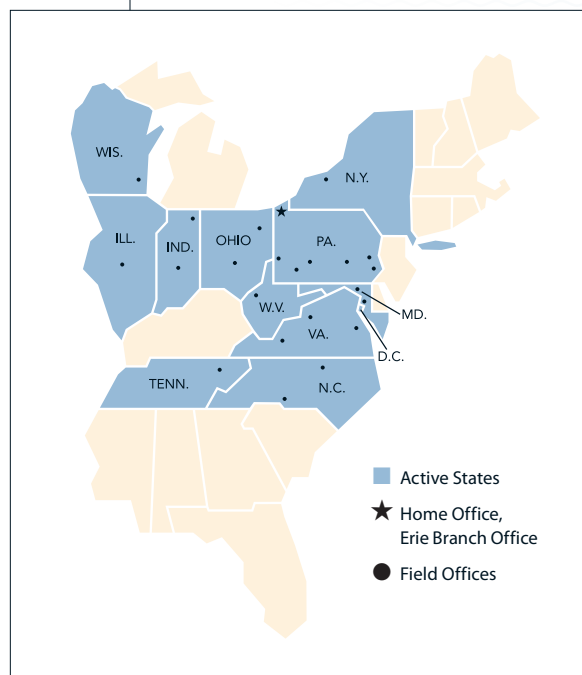 WIS.
N.Y.
ILL.
IND.
OHIO
PA.
W.V.
MD.
VA.
D.C.
TENN.
N.C.
Active States
Home Office,
Erie Branch Office
Field Offices